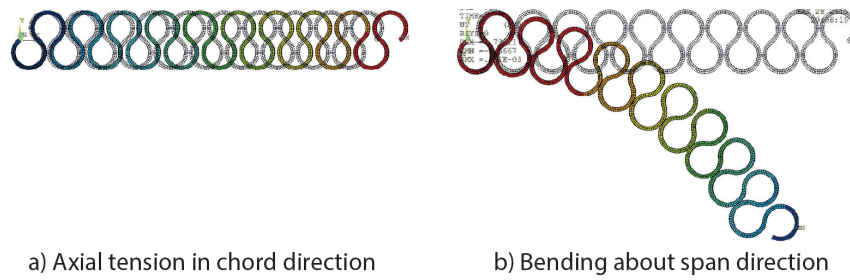 a) Axial tension in chord direction
b) Bending about span direction